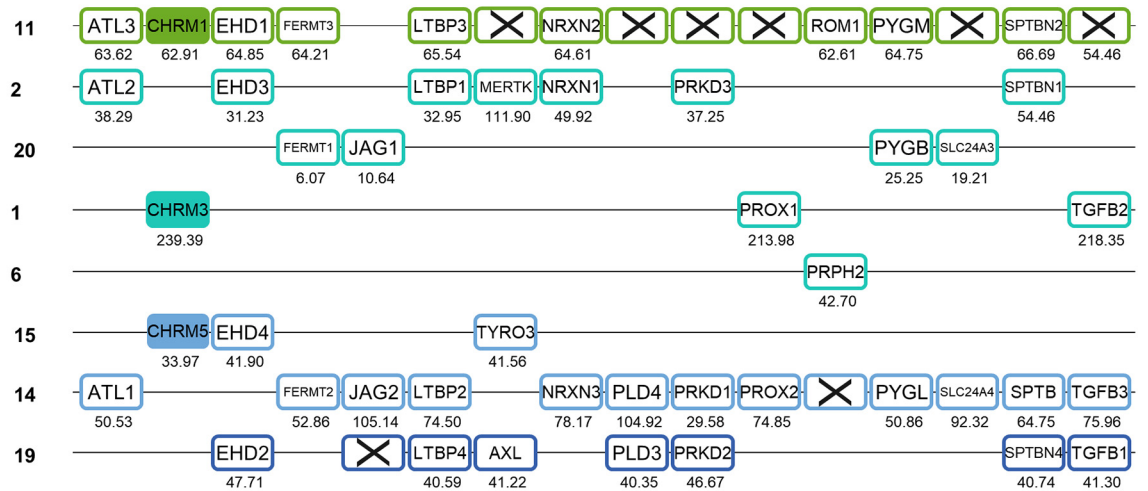 11 ATL3 CHRM1 EHD1 FERMT3 LTBP3 NRXN2 ROM1 PYGM SPTBN2
63.62 62.91 64.85 64.21 65.54 64.61 62.61 64.75 66.69 54.46
2 ATL2 EHD3 LTBP1 MERTK NRXN1 PRKD3 SPTBN1
38.29 31.23 32.95 111.90 49.92 37.25 54.46
20 FERMT1 JAG1 PYGB SLC24A3
6.07 10.64 25.25 19.21
1 CHRM3 PROX1 TGFB2
239.39 213.98 218.35
6 PRPH2
42.70
15 CHRM5 EHD4 TYRO3
33.97 41.90 41.56
14 ATL1 FERMT2 JAG2 LTBP2 NRXN3 PLD4 PRKD1 PROX2 PYGL SLC24A4 SPTB TGFB3
50.53 52.86 105.14 74.50 78.17 104.92 29.58 74.85 50.86 92.32 64.75 75.96
19 EHD2 LTBP4 AXL PLD3 PRKD2 SPTBN4 TGFB1
47.71 40.59 41.22 40.35 46.67 40.74 41.30